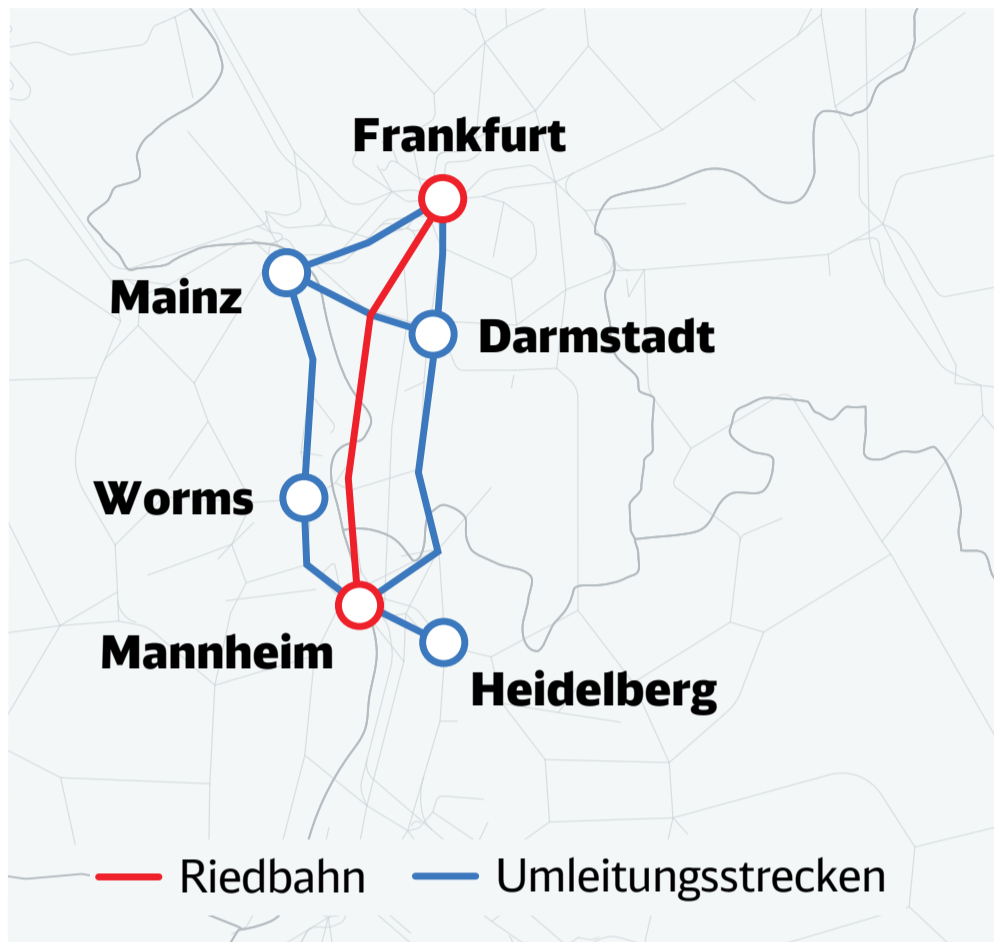 Frankfurt
Mainz
Darmstadt
Worms
Mannheim
Heidelberg
Riedbahn
Umleitungsstrecken